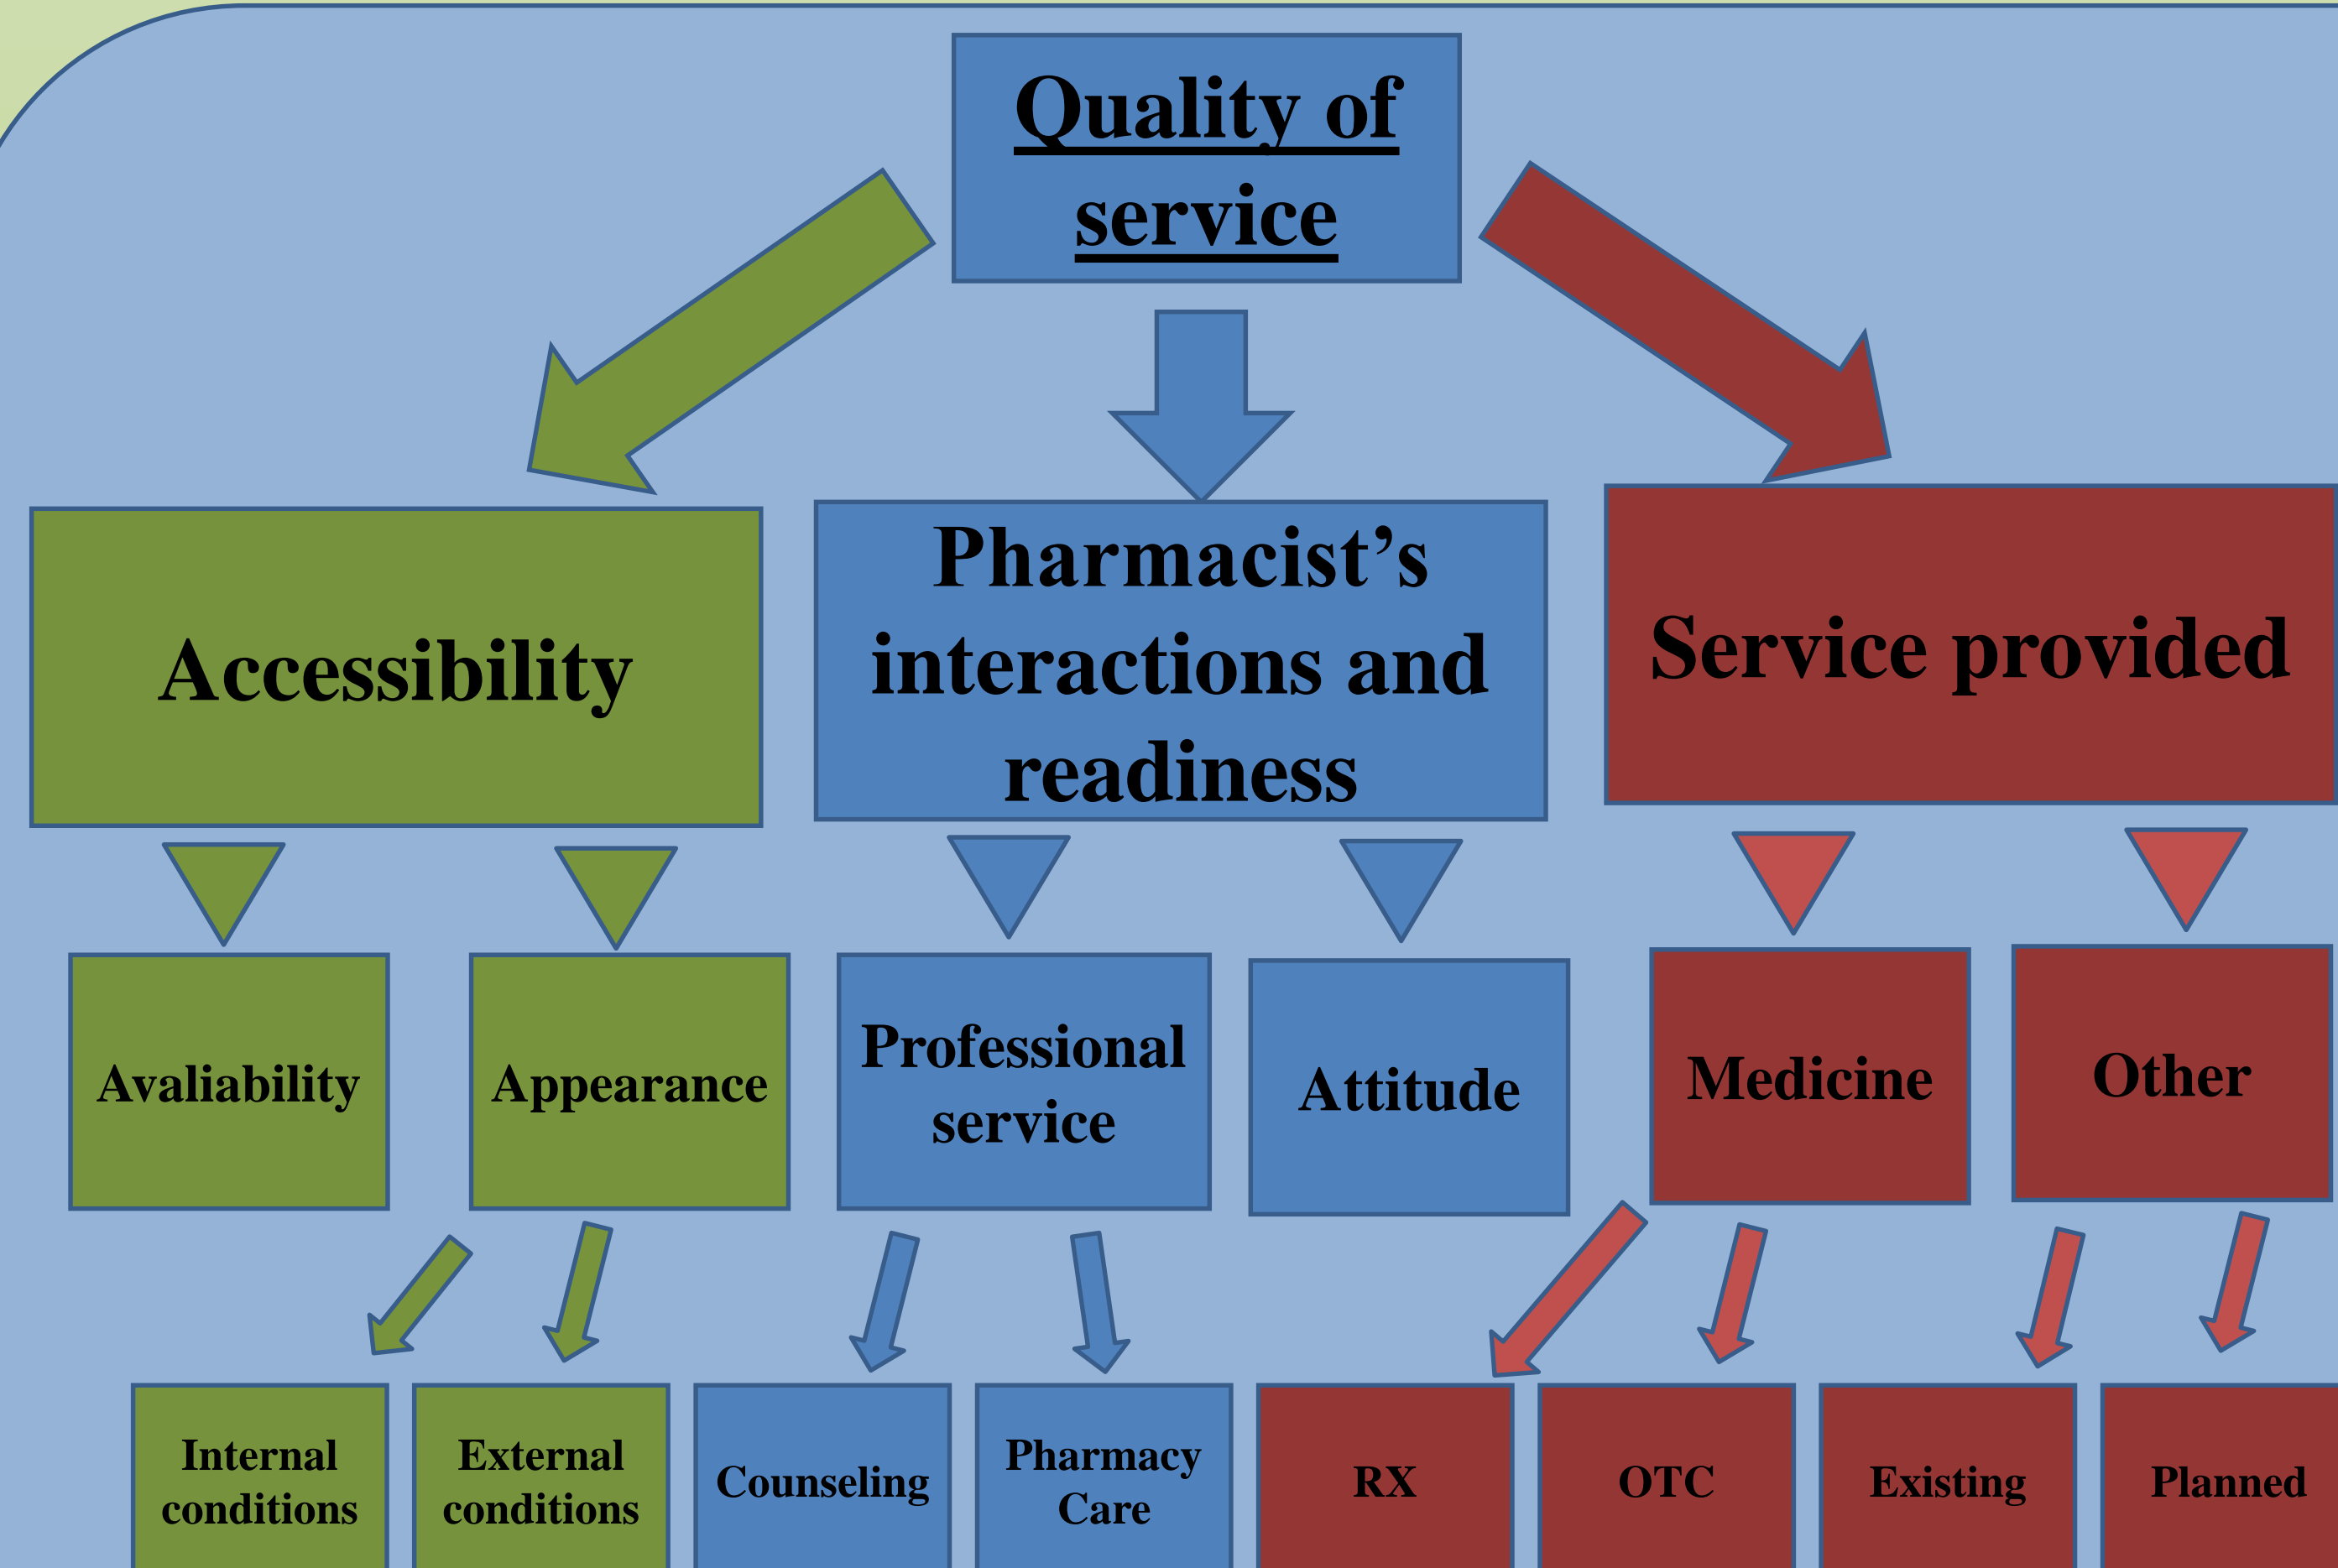 Quality of
service
Accessibility
Pharmacist’s
interactions and
readiness
Service provided
Avaliability
Appearance
Professional
service
Attitude
Medicine
Other
Internal
conditions
External
conditions
Counseling
Pharmacy
Care
RX
OTC
Existing
Planned